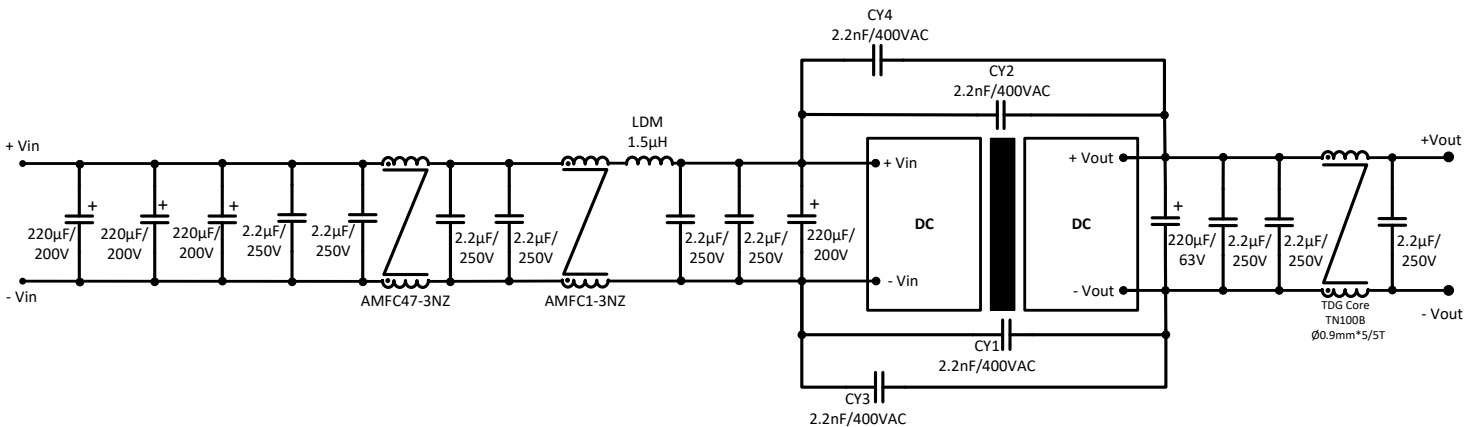 CY4
2.2nF/400VAC
CY2
2.2nF/400VAC
LDM
1.5µH
+ Vin
+ Vin
+ Vout
+Vout
+
220µF/
200V
+
220µF/
200V
+
220µF/
200V
2.2µF/
250V
2.2µF/
250V
2.2µF/
250V
2.2µF/
250V
2.2µF/
250V
2.2µF/
250V
+
220µF/
200V
DC
DC
+
220µF/
63V
2.2µF/
250V
2.2µF/
250V
2.2µF/
250V
- Vin
- Vin
- Vout
- Vout
AMFC47-3NZ
AMFC1-3NZ
TDG Core
TN100B
Ø0.9mm*5/5T
CY1
2.2nF/400VAC
CY3
2.2nF/400VAC